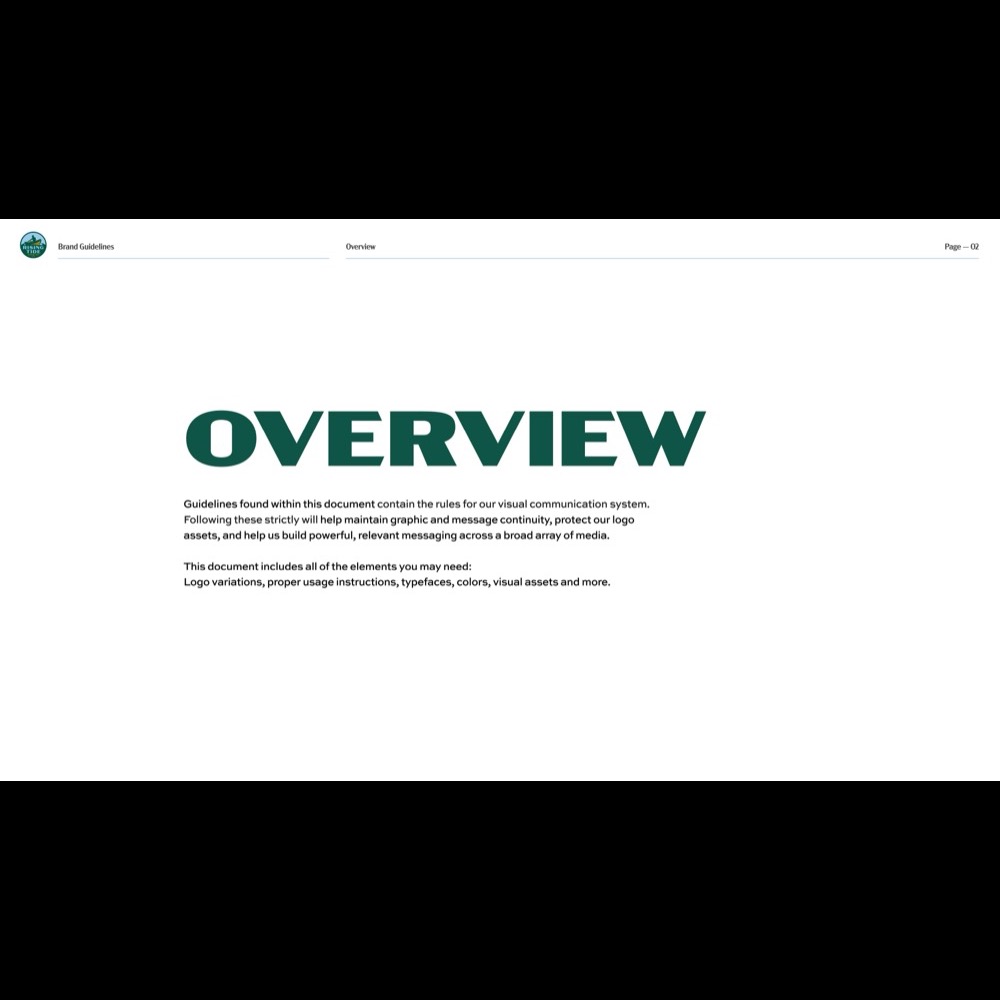 RISING
TIDE
Brand Guidelines
Overview
Page — 02
OVERVIEW
Guidelines found within this document contain the rules for our visual communication system.
Following these strictly will help maintain graphic and message continuity, protect our logo
assets, and help us build powerful, relevant messaging across a broad array of media.
This document includes all of the elements you may need:
Logo variations, proper usage instructions, typefaces, colors, visual assets and more.